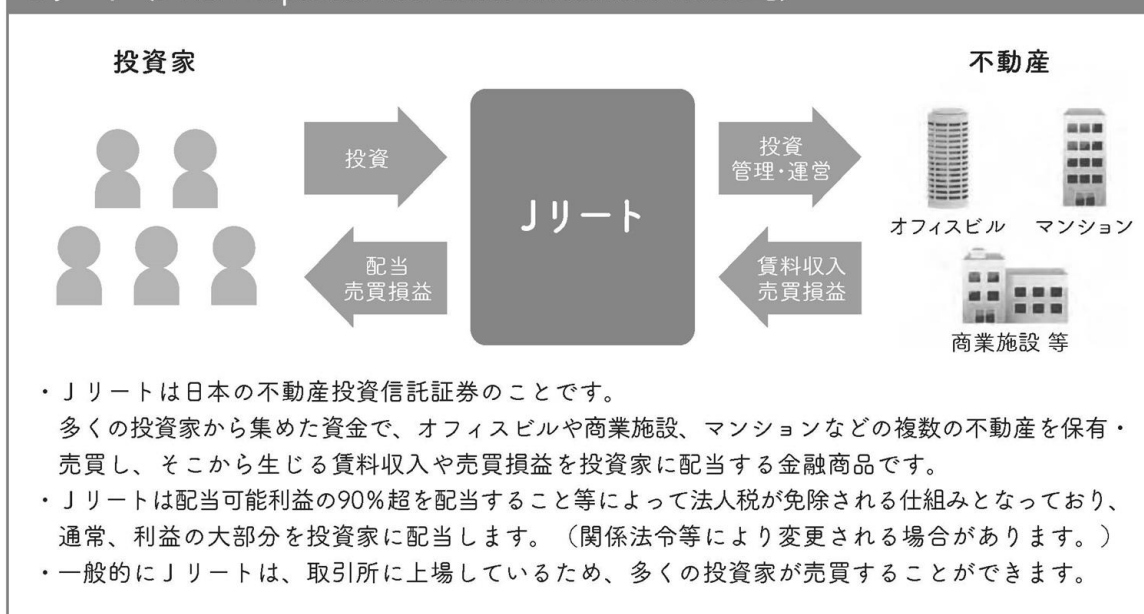 投資家
不動産
投資
投資
管理・運営
Jリート
オフィスビル
マンション
配当
売買損益
賃料収入
売買損益
商業施設 等
・Jリートは日本の不動産投資信託証券のことです。
多くの投資家から集めた資金で、オフィスビルや商業施設、マンションなどの複数の不動産を保有・
売買し、そこから生じる賃料収入や売買損益を投資家に配当する金融商品です。
・Jリートは配当可能利益の90%超を配当すること等によって法人税が免除される仕組みとなっており、
通常、利益の大部分を投資家に配当します。（関係法令等により変更される場合があります。）
・一般的にJリートは、取引所に上場しているため、多くの投資家が売買することができます。